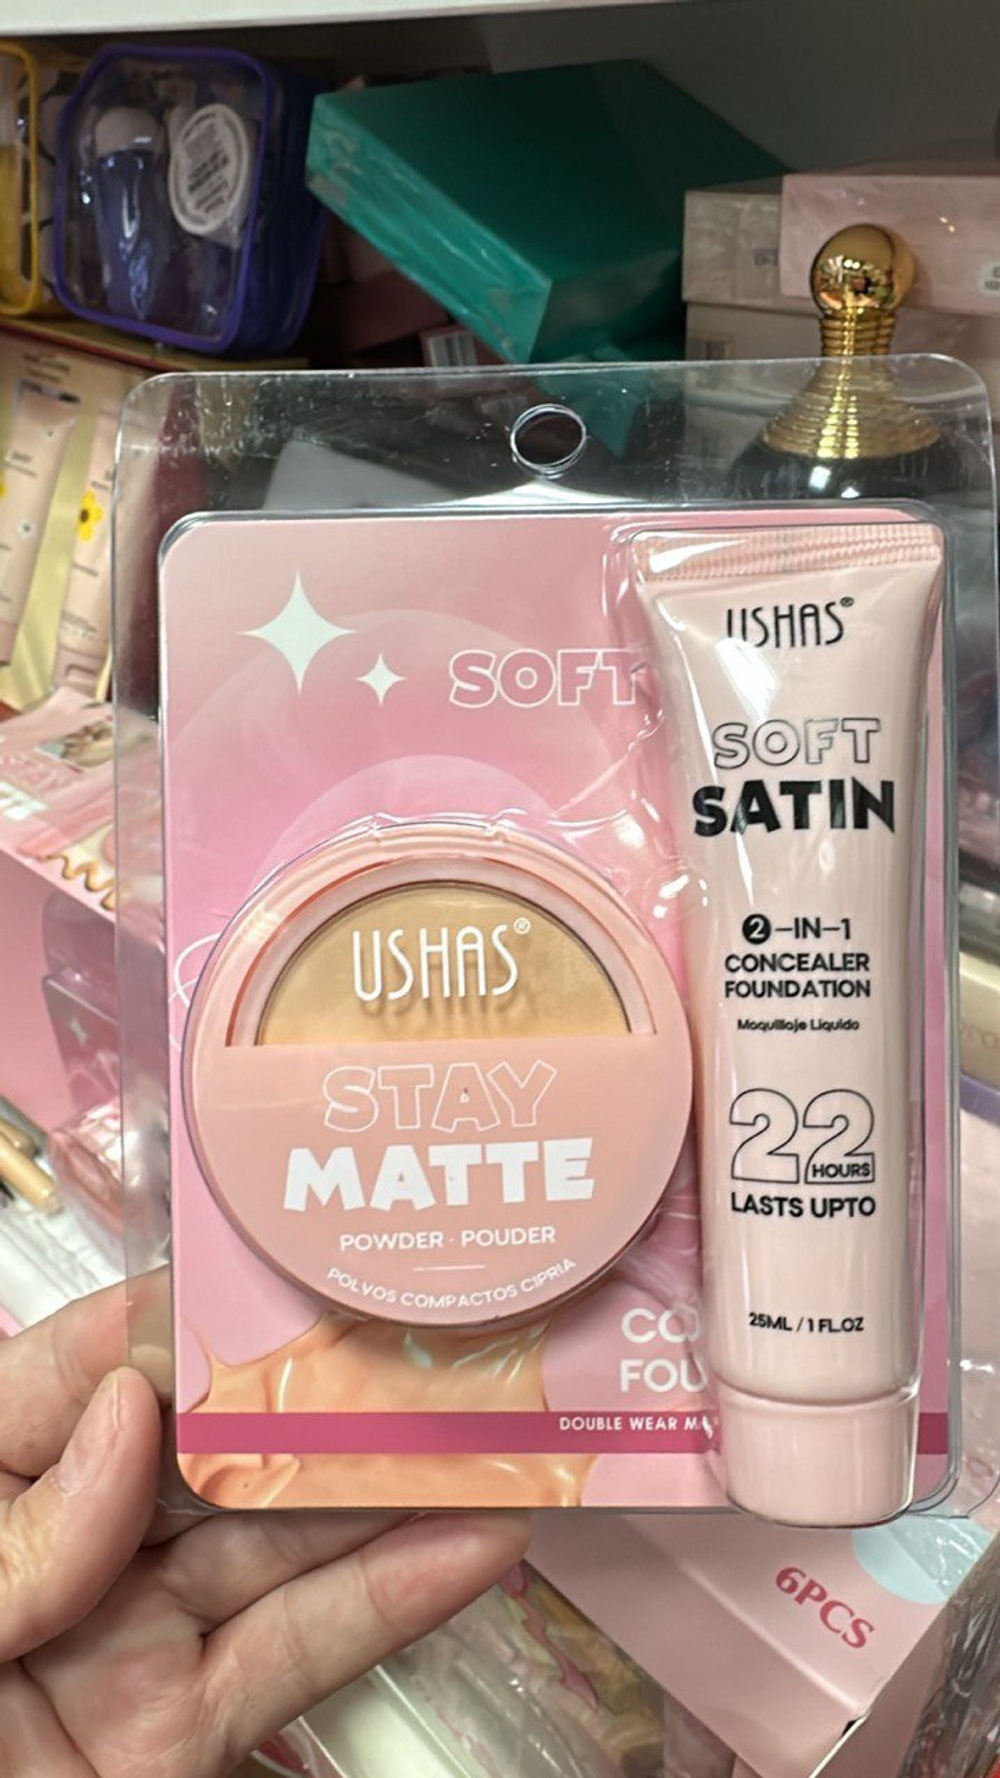 SOFT
USHAS®
SOFT
SATIN
2-IN-1
CONCEALER
FOUNDATION
Maquillaje Liquido
22
HOURS
LASTS UPTO
25ML / 1 FL.OZ
USHAS®
STAY
MATTE
POWDER · POUDER
POLVOS COMPACTOS CIPRIA
DOUBLE WEAR
6PCS